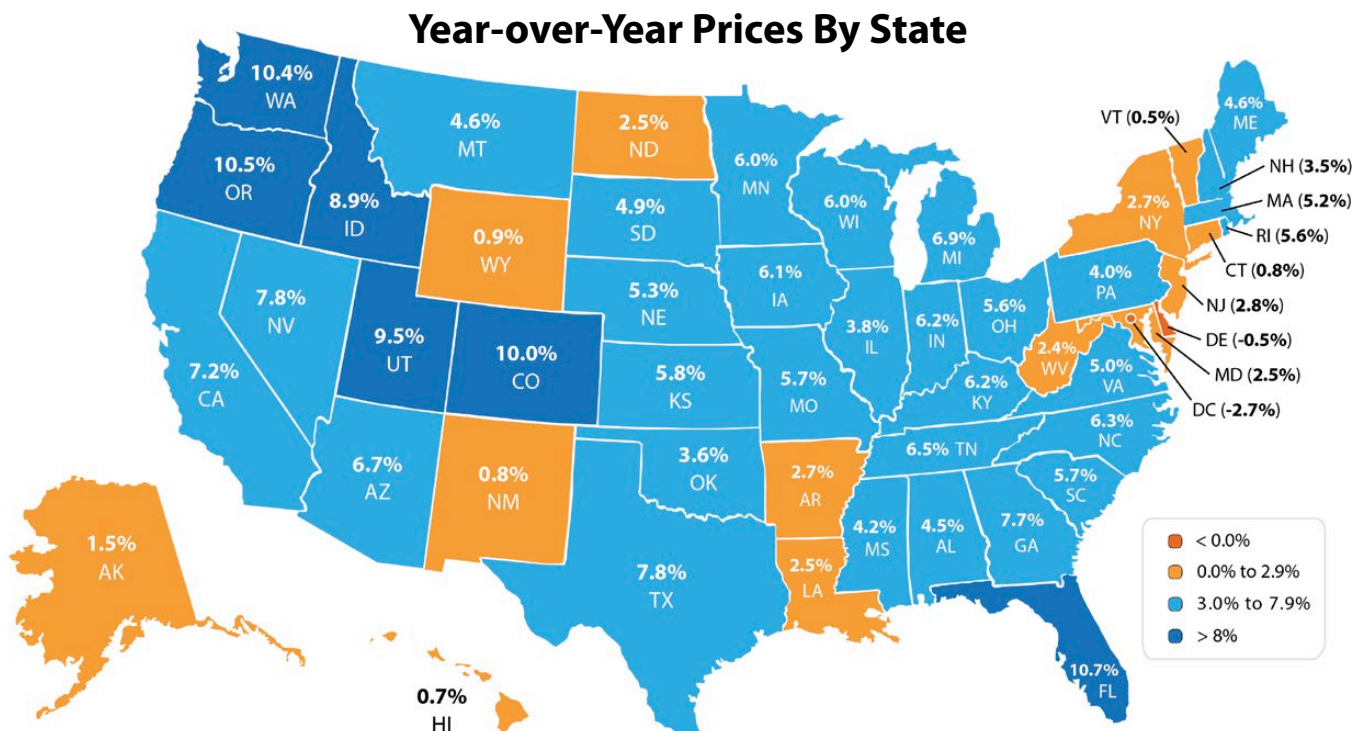 Year-over-Year Prices By State
10.4%
WA
10.5%
OR
8.9%
ID
4.6%
MT
2.5%
ND
6.0%
MN
4.9%
SD
0.9%
WY
6.0%
WI
6.9%
MI
7.2%
CA
7.8%
NV
9.5%
UT
10.0%
CO
5.3%
NE
6.1%
IA
5.8%
KS
5.7%
MO
3.8%
IL
6.2%
IN
5.6%
OH
6.2%
KY
2.4%
WV
5.0%
VA
4.0%
PA
2.7%
NY
4.6%
ME
VT (0.5%)
NH (3.5%)
MA (5.2%)
RI (5.6%)
CT (0.8%)
NJ (2.8%)
DE (-0.5%)
MD (2.5%)
DC (-2.7%)
6.7%
AZ
0.8%
NM
3.6%
OK
7.8%
TX
2.7%
AR
2.5%
LA
6.5% TN
6.3%
NC
5.7%
SC
4.2%
MS
4.5%
AL
7.7%
GA
10.7%
FL
1.5%
AK
0.7%
HI
< 0.0%
0.0% to 2.9%
3.0% to 7.9%
> 8%